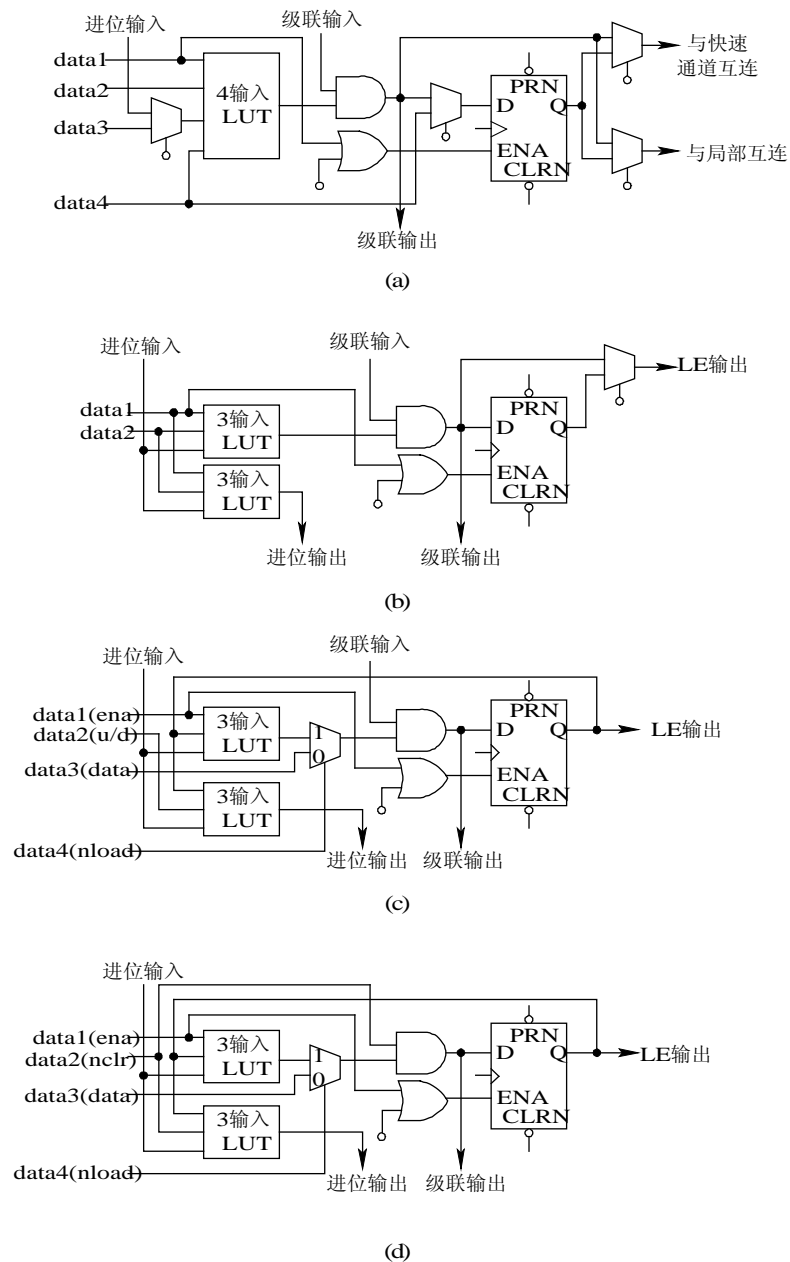 进位输入
级联输入
data1
data2
data3
data4
4输入
LUT
PRN
D
Q
ENA
CLRN
与快速
通道互连
与局部互连
级联输出
(a)
进位输入
级联输入
data1
data2
3输入
LUT
3输入
LUT
PRN
D
Q
ENA
CLRN
LE输出
进位输出
级联输出
(b)
进位输入
级联输入
data1(ena)
data2(u/d)
data3(data)
data4(nload)
3输入
LUT
3输入
LUT
1
0
PRN
D
Q
ENA
CLRN
LE输出
进位输出
级联输出
(c)
进位输入
data1(ena)
data2(nclr)
data3(data)
data4(nload)
3输入
LUT
3输入
LUT
1
0
PRN
D
Q
ENA
CLRN
LE输出
进位输出
级联输出
(d)